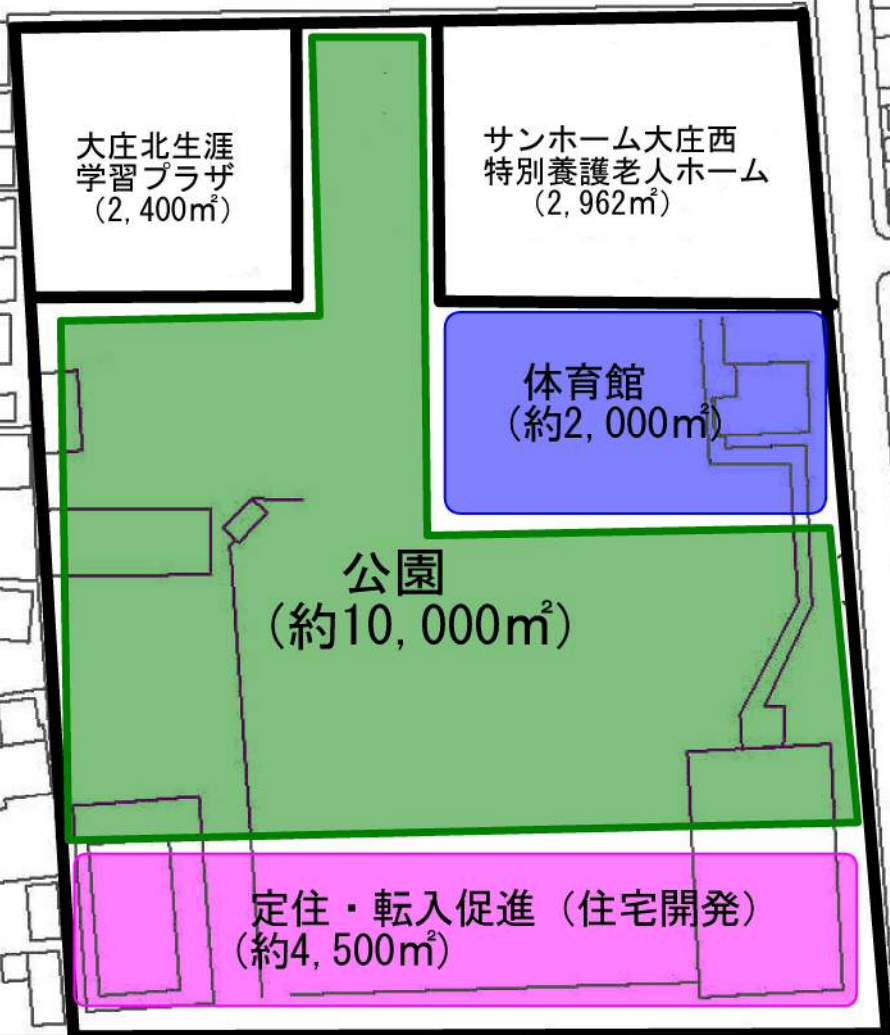 大庄北生涯
学習プラザ
（2,400㎡）
サンホーム大庄西
特別養護老人ホーム
（2,962㎡）
体育館
（約2,000㎡）
公園
（約10,000㎡）
定住・転入促進（住宅開発）
（約4,500㎡）